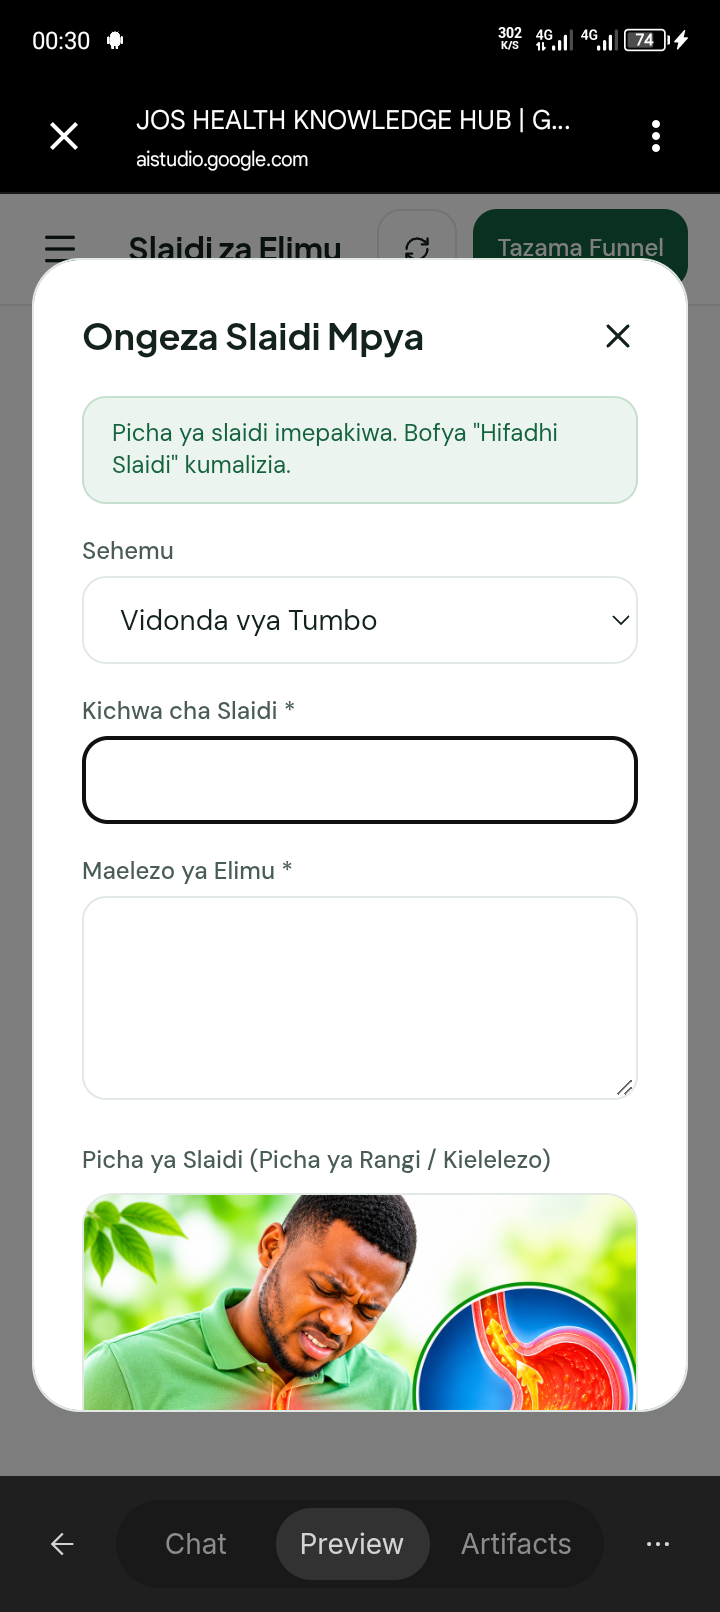 00:30
302
K/S
4G
4G
74
JOS HEALTH KNOWLEDGE HUB | G...
aistudio.google.com
Slaidi za Elimu
Tazama Funnel
Ongeza Slaidi Mpya
Picha ya slaidi imepakiwa. Bofya "Hifadhi
Slaidi" kumalizia.
Sehemu
Vidonda vya Tumbo
Kichwa cha Slaidi *
Maelezo ya Elimu *
Picha ya Slaidi (Picha ya Rangi / Kielelezo)
Chat
Preview
Artifacts